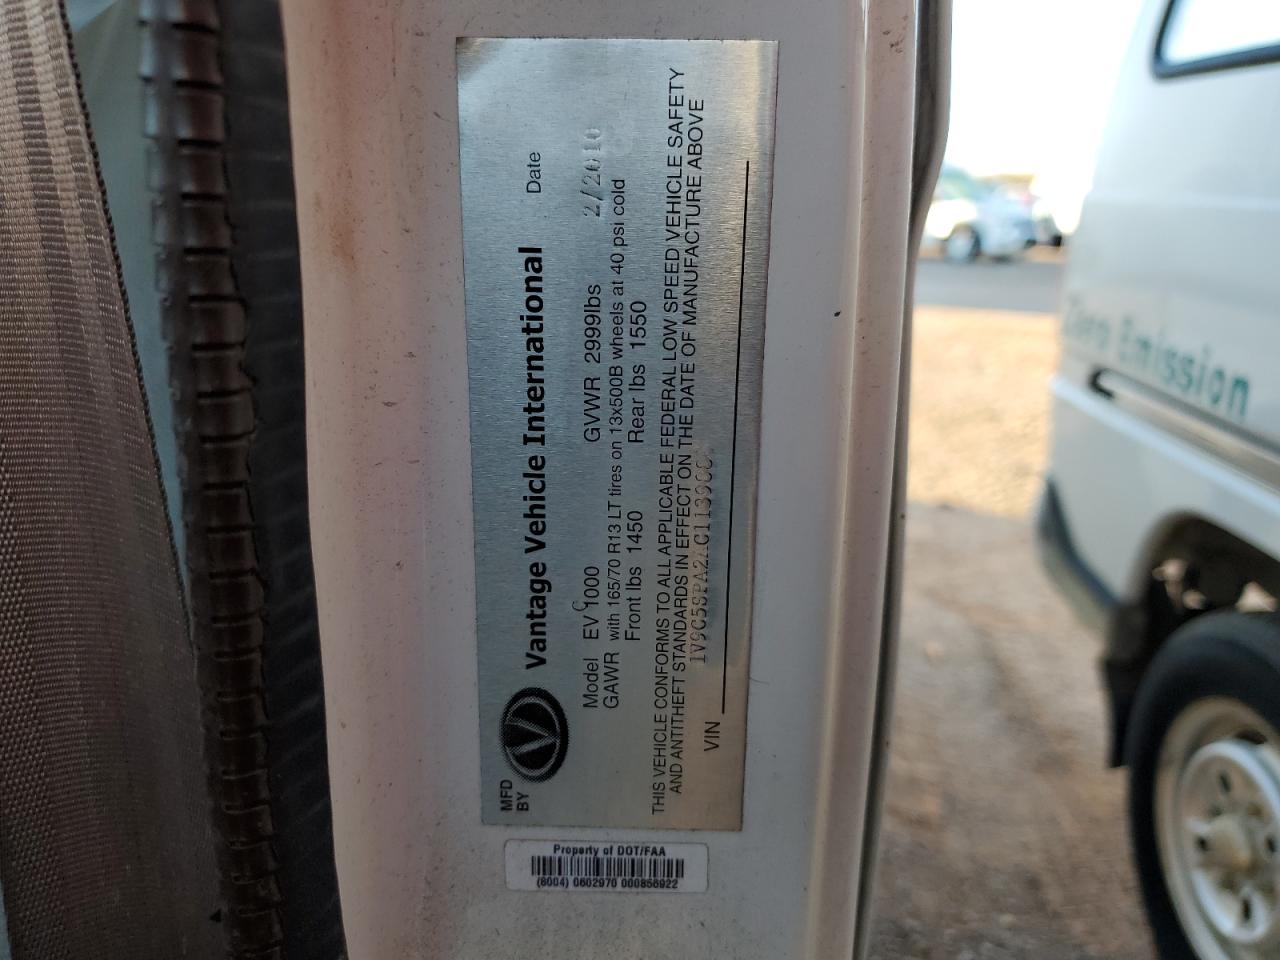 MFD
BY
V
Vantage Vehicle International
Date
Model EVC1000 GVWR 2999lbs 2/2010
GAWR with 165/70 R13 LT tires on 13x500B wheels at 40 psi cold
Front lbs 1450 Rear lbs 1550
THIS VEHICLE CONFORMS TO ALL APPLICABLE FEDERAL LOW SPEED VEHICLE SAFETY
AND ANTITHEFT STANDARDS IN EFFECT ON THE DATE OF MANUFACTURE ABOVE
VIN
Property of DOT/FAA
(8004) 0602970 000856922
Zero Emission